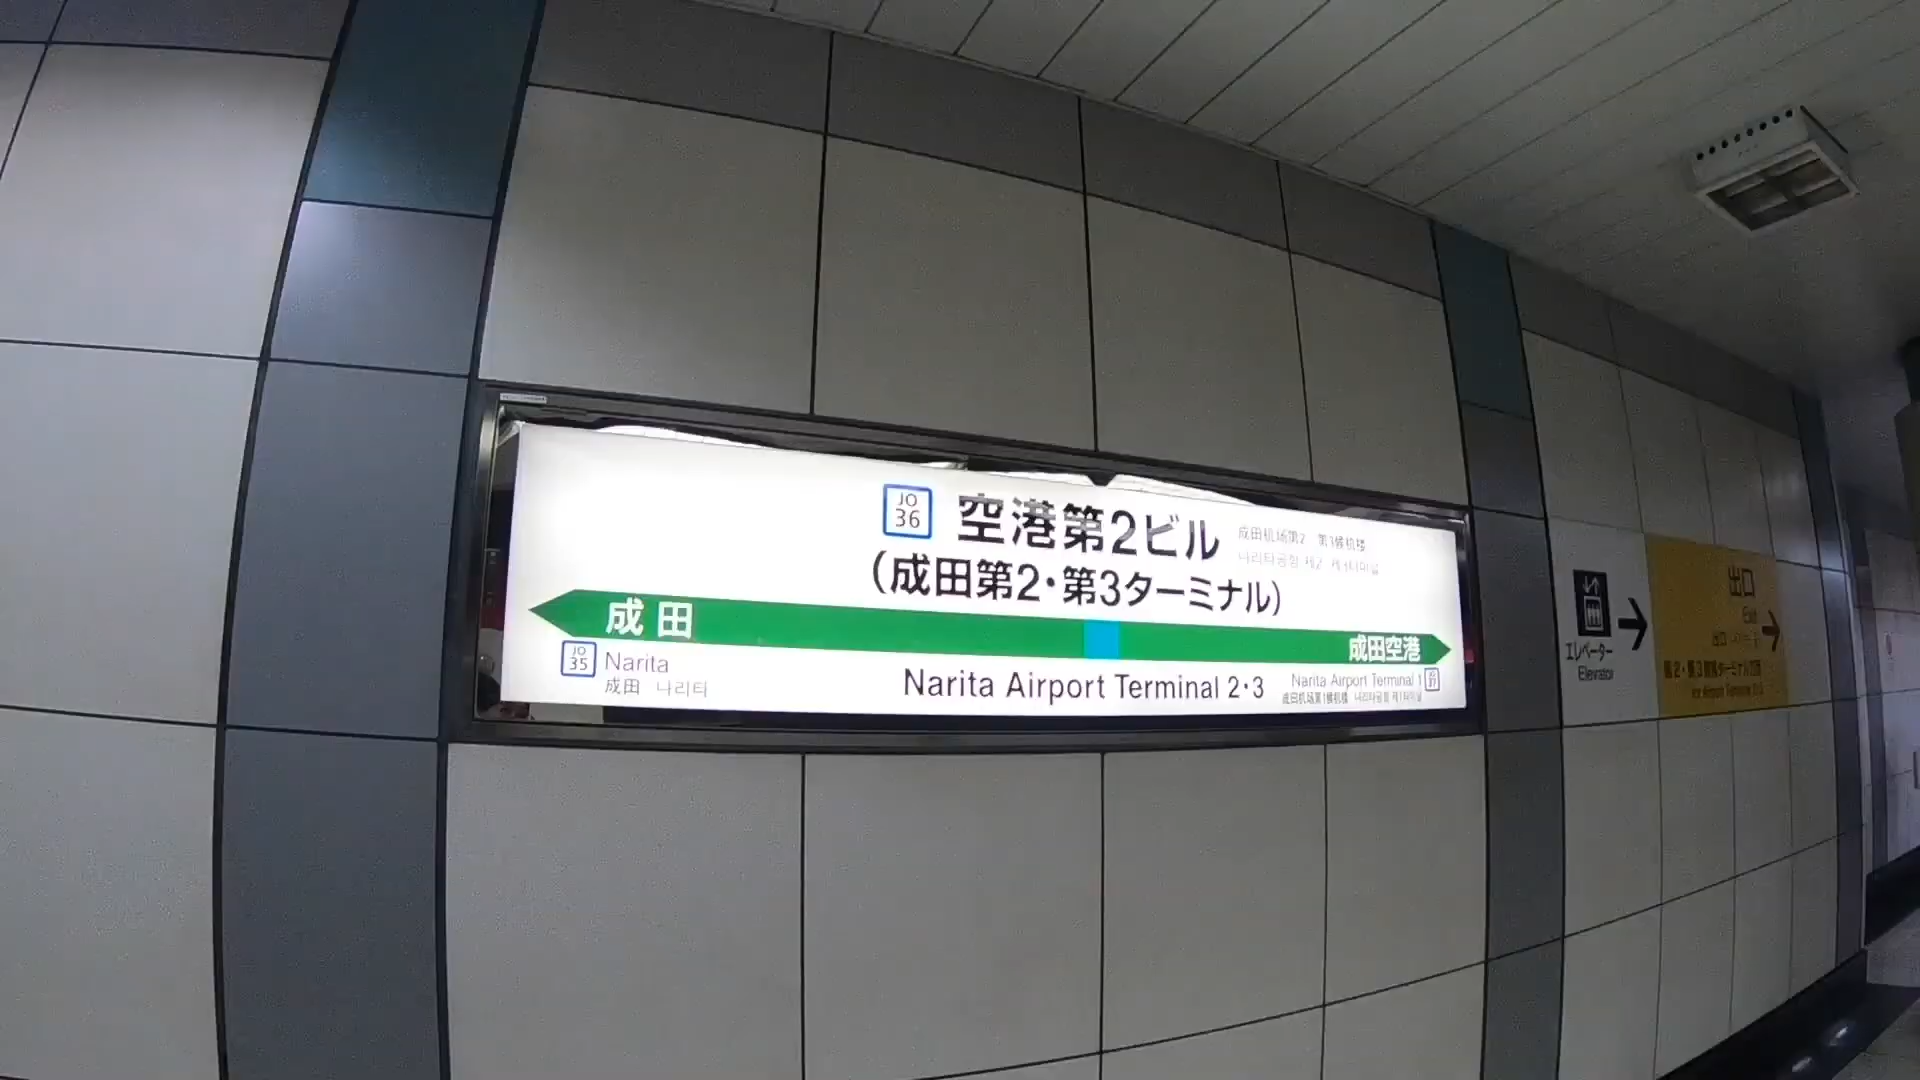 JO
36
空港第2ビル
成田机场第2·第3候机楼
(成田第2・第3ターミナル)
成田
成田空港
JO
35
Narita
成田 나리타
Narita Airport Terminal 2・3
Narita Airport Terminal 1
エレベーター
Elevator
出口
Exit